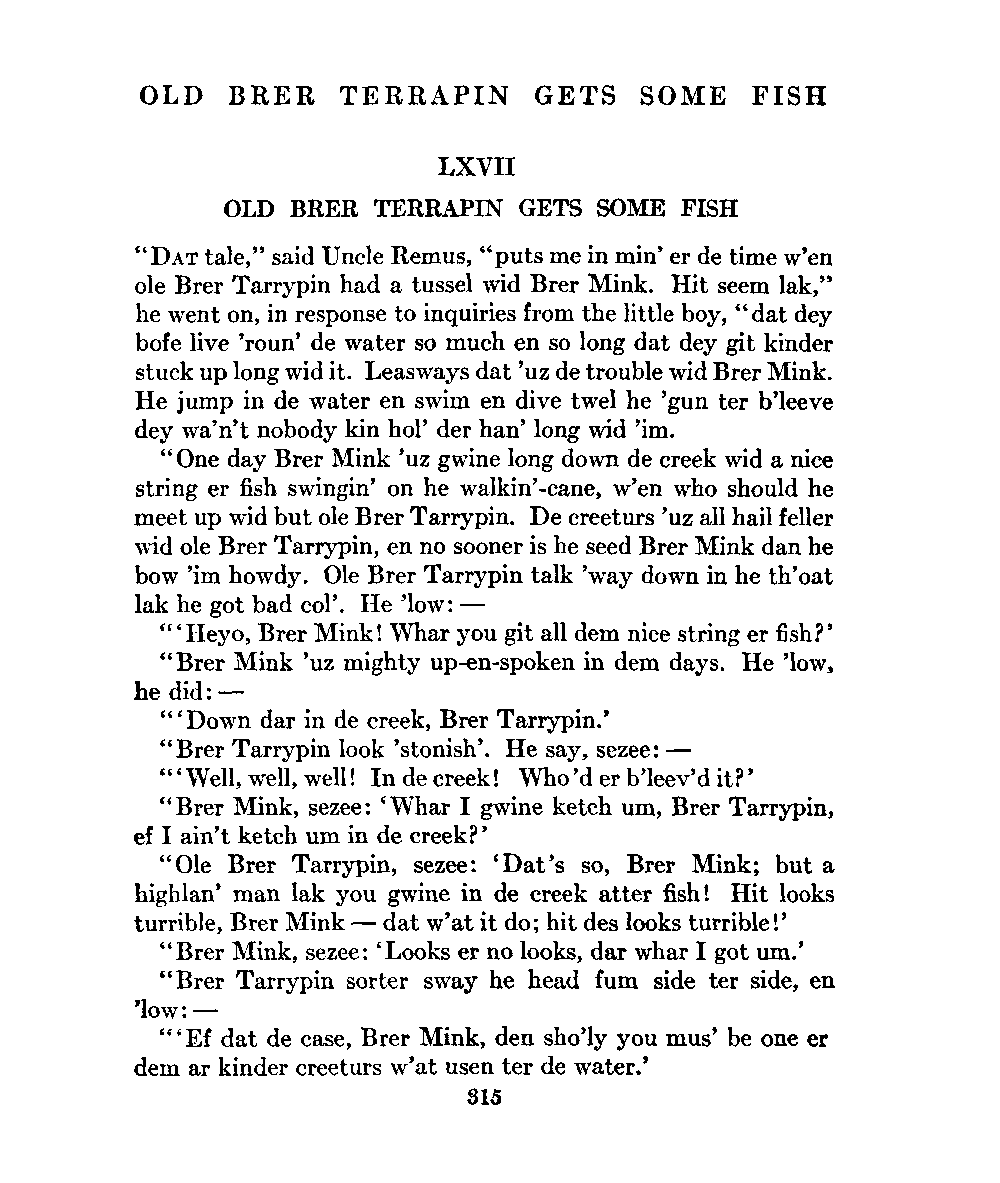 OLD BRER TERRAPIN GETS SOME FISH
LXVII
OLD BRER TERRAPIN GETS SOME FISH
“DAT tale,” said Uncle Remus, “puts me in min’ er de time w’en
ole Brer Tarrypin had a tussel wid Brer Mink. Hit seem lak,”
he went on, in response to inquiries from the little boy, “dat dey
bofe live ’roun’ de water so much en so long dat dey git kinder
stuck up long wid it. Leasways dat ’uz de trouble wid Brer Mink.
He jump in de water en swim en dive twel he ’gun ter b’leeve
dey wa’n’t nobody kin hol’ der han’ long wid ’im.
“One day Brer Mink ’uz gwine long down de creek wid a nice
string er fish swingin’ on he walkin’-cane, w’en who should he
meet up wid but ole Brer Tarrypin. De creeturs ’uz all hail feller
wid ole Brer Tarrypin, en no sooner is he seed Brer Mink dan he
bow ’im howdy. Ole Brer Tarrypin talk ’way down in he th’oat
lak he got bad col’. He ’low: —
“‘Heyo, Brer Mink! Whar you git all dem nice string er fish?’
“Brer Mink ’uz mighty up-en-spoken in dem days. He ’low,
he did: —
“‘Down dar in de creek, Brer Tarrypin.’
“Brer Tarrypin look ’stonish’. He say, sezee: —
“‘Well, well, well! In de creek! Who’d er b’leev’d it?’
“Brer Mink, sezee: ‘Whar I gwine ketch um, Brer Tarrypin,
ef I ain’t ketch um in de creek?’
“Ole Brer Tarrypin, sezee: ‘Dat’s so, Brer Mink; but a
highlan’ man lak you gwine in de creek atter fish! Hit looks
turrible, Brer Mink — dat w’at it do; hit des looks turrible!’
“Brer Mink, sezee: ‘Looks er no looks, dar whar I got um.’
“Brer Tarrypin sorter sway he head fum side ter side, en
’low: —
“‘Ef dat de case, Brer Mink, den sho’ly you mus’ be one er
dem ar kinder creeturs w’at usen ter de water.’
315